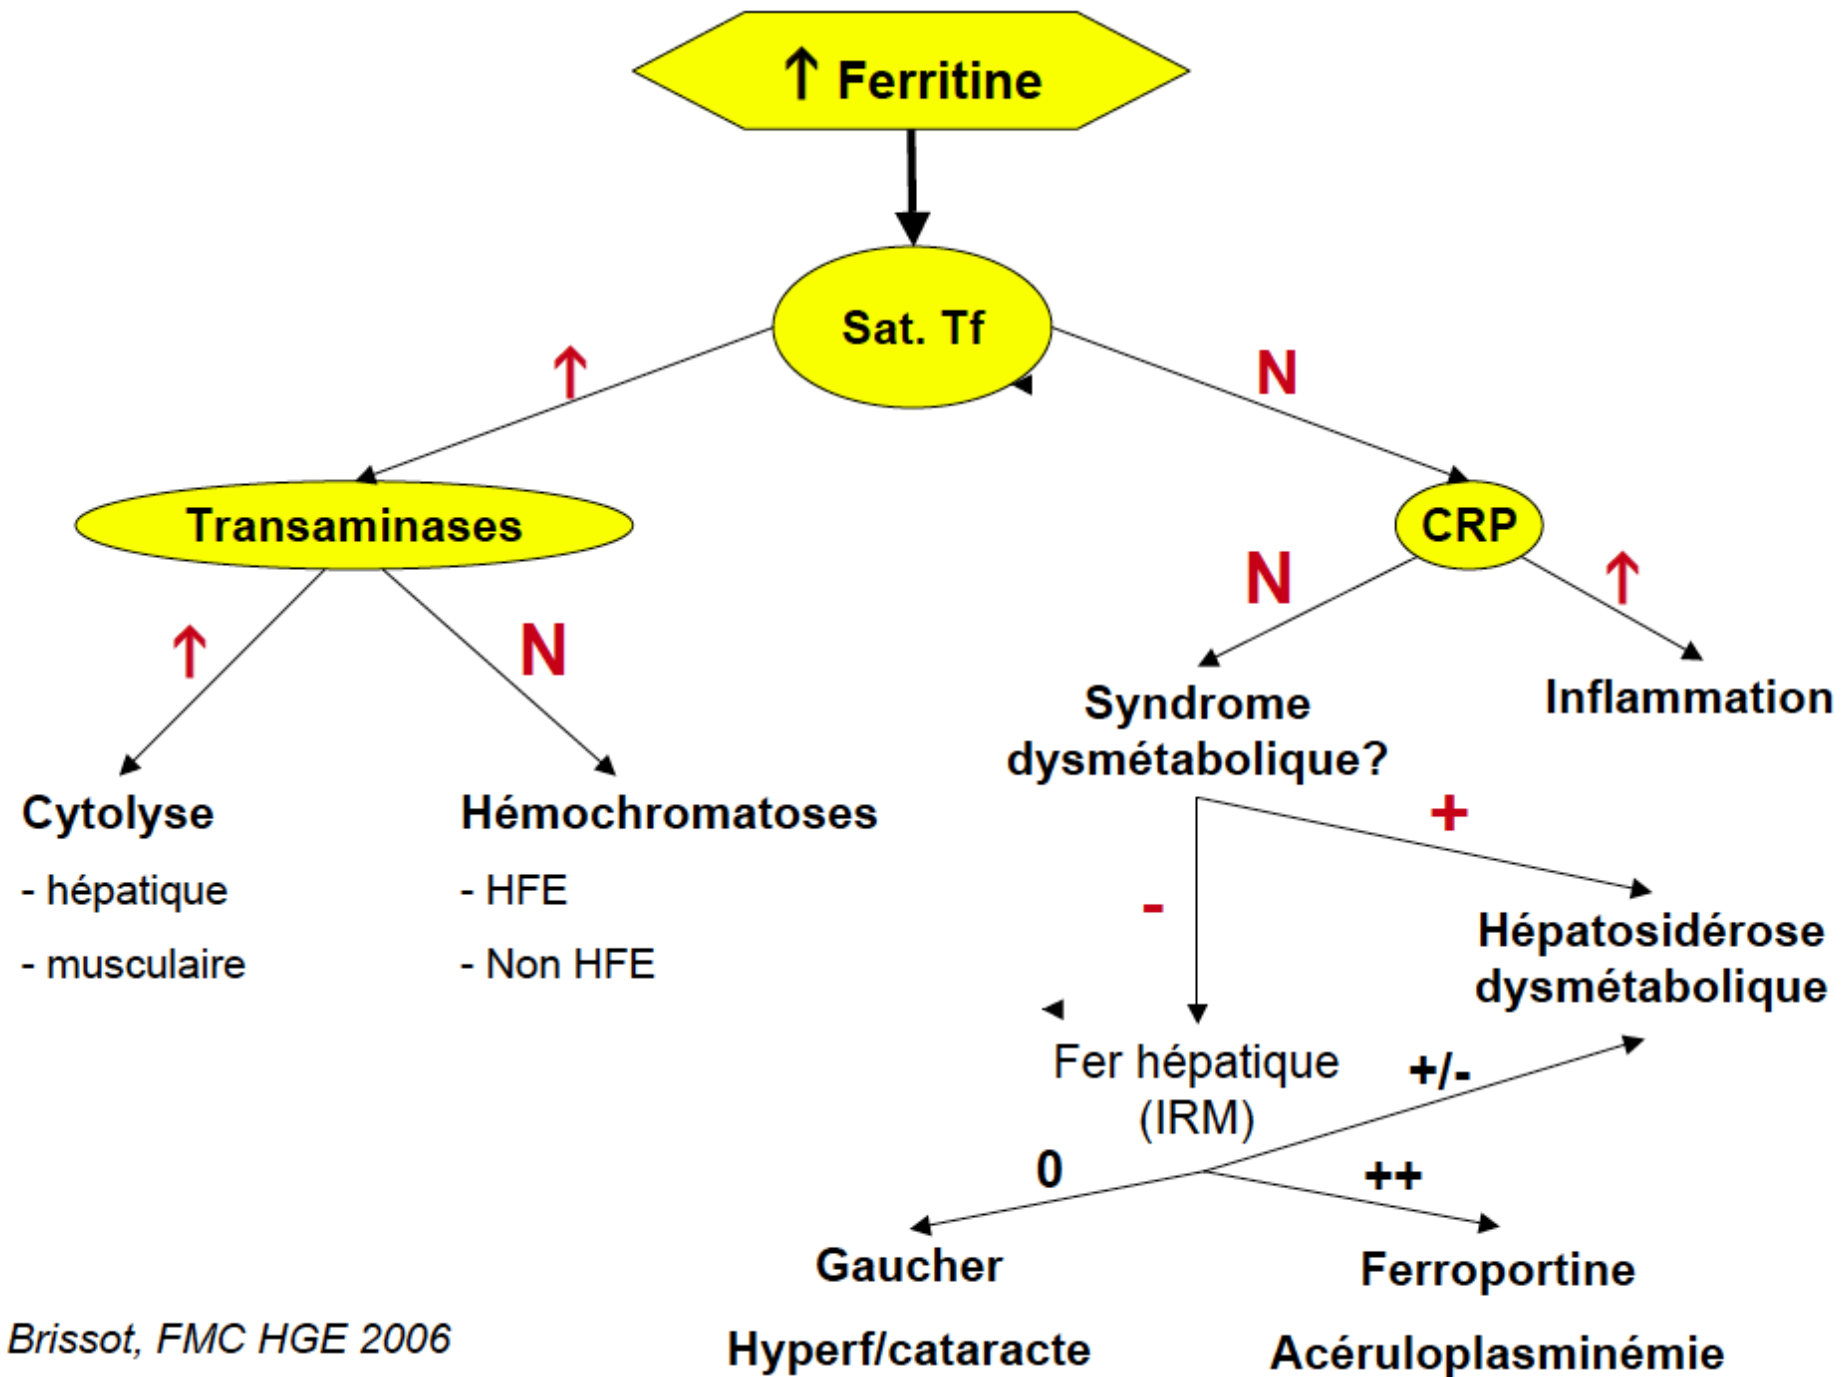 ↑ Ferritine
Sat. Tf
↑
N
Transaminases
CRP
↑
N
N
↑
Cytolyse
- hépatique
- musculaire
Hémochromatoses
- HFE
- Non HFE
Syndrome
dysmétabolique?
Inflammation
-
+
Hépatosidérose
dysmétabolique
Fer hépatique
(IRM)
+/-
0
++
Gaucher
Hyperf/cataracte
Ferroportine
Acéruloplasminémie
Brissot, FMC HGE 2006